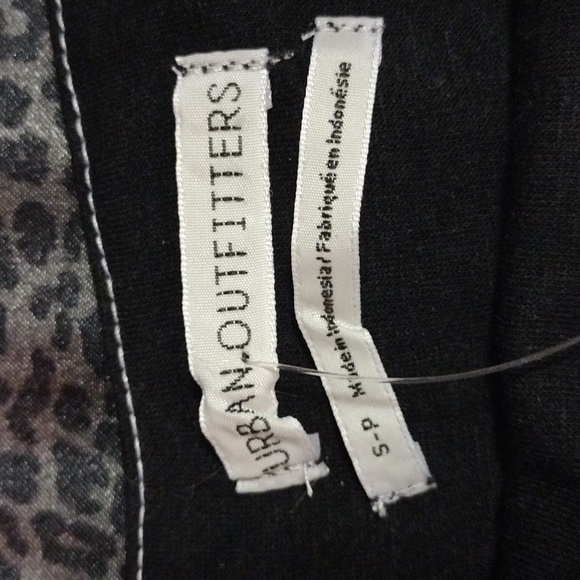 URBAN OUTFITTERS
S-P Made in Indonesia/ Fabriqué en Indonésie